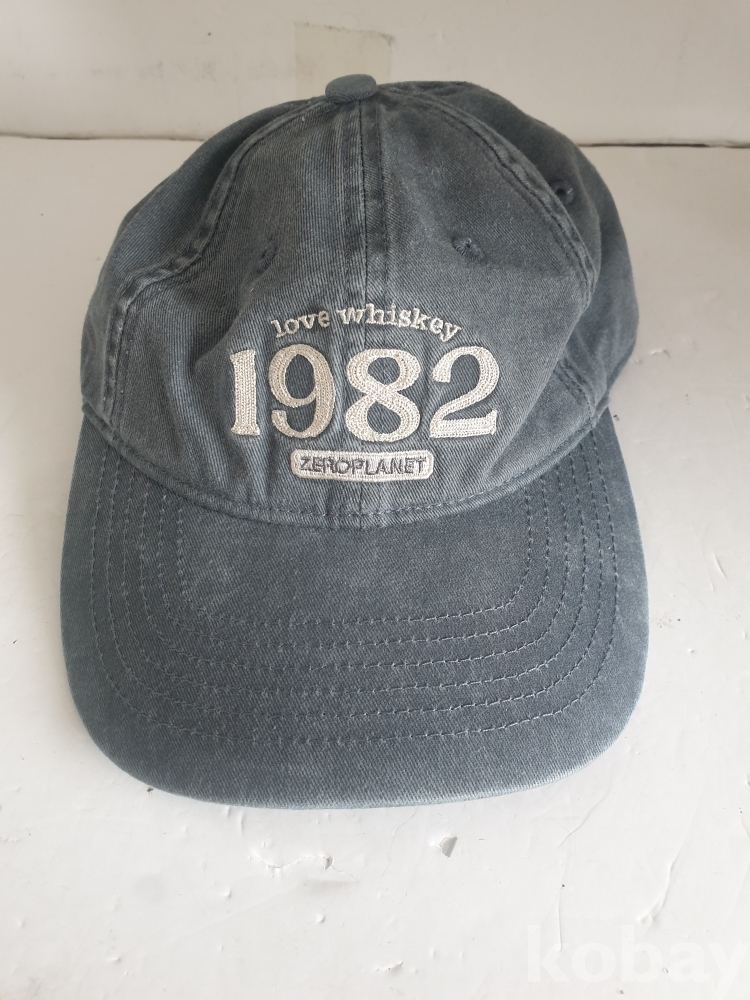 love whiskey
1982
ZEROPLANET
kobay